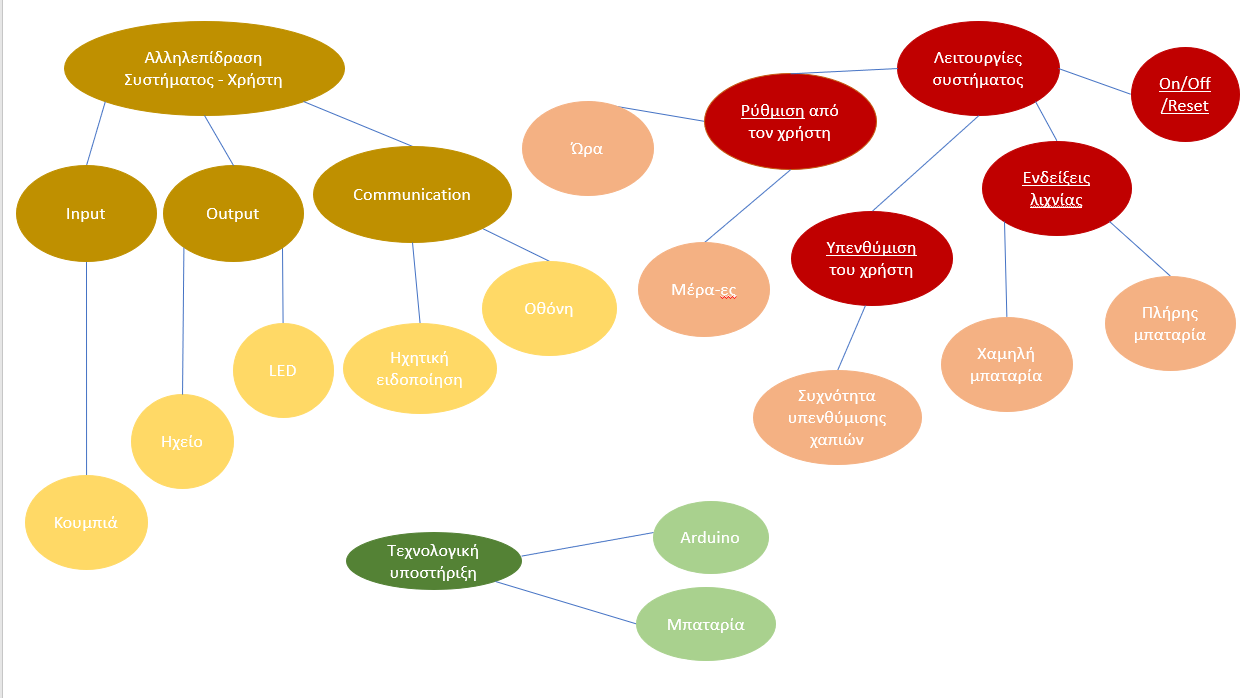 Αλληλεπίδραση
Συστήματος - Χρήστη
Input
Output
Communication
Κουμπιά
Ηχείο
LED
Ηχητική
ειδοποίηση
Οθόνη
Λειτουργίες
συστήματος
On/Off
/Reset
Ρύθμιση από
τον χρήστη
Ώρα
Μέρα-ες
Υπενθύμιση
του χρήστη
Συχνότητα
υπενθύμισης
χαπιών
Ενδείξεις
λιχνίας
Χαμηλή
μπαταρία
Πλήρης
μπαταρία
Τεχνολογική
υποστήριξη
Arduino
Μπαταρία